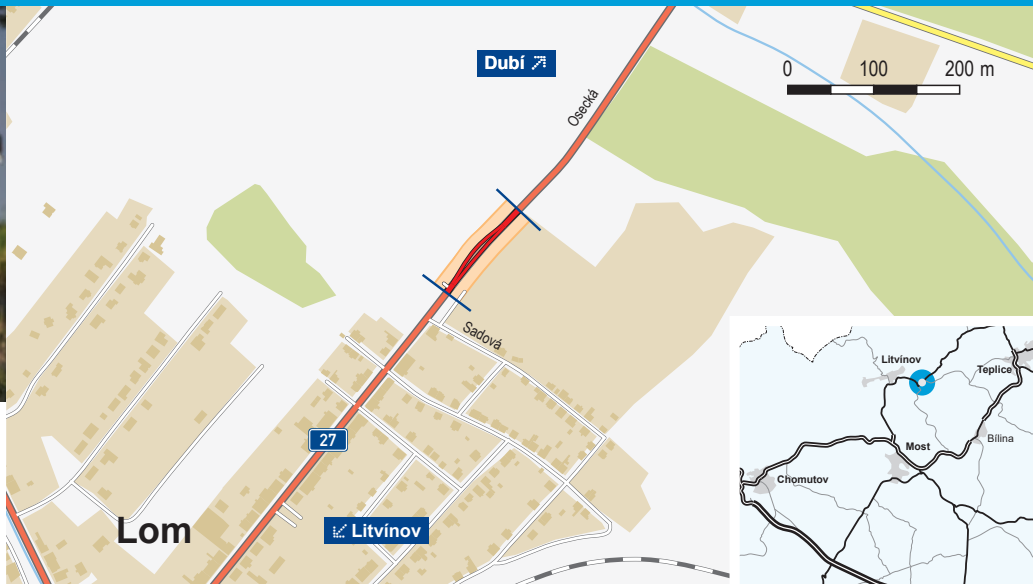 Dubí
Osecká
0 100 200 m
Sadová
27
Lom
Litvínov
Litvínov
Teplice
Most
Bílina
Chomutov